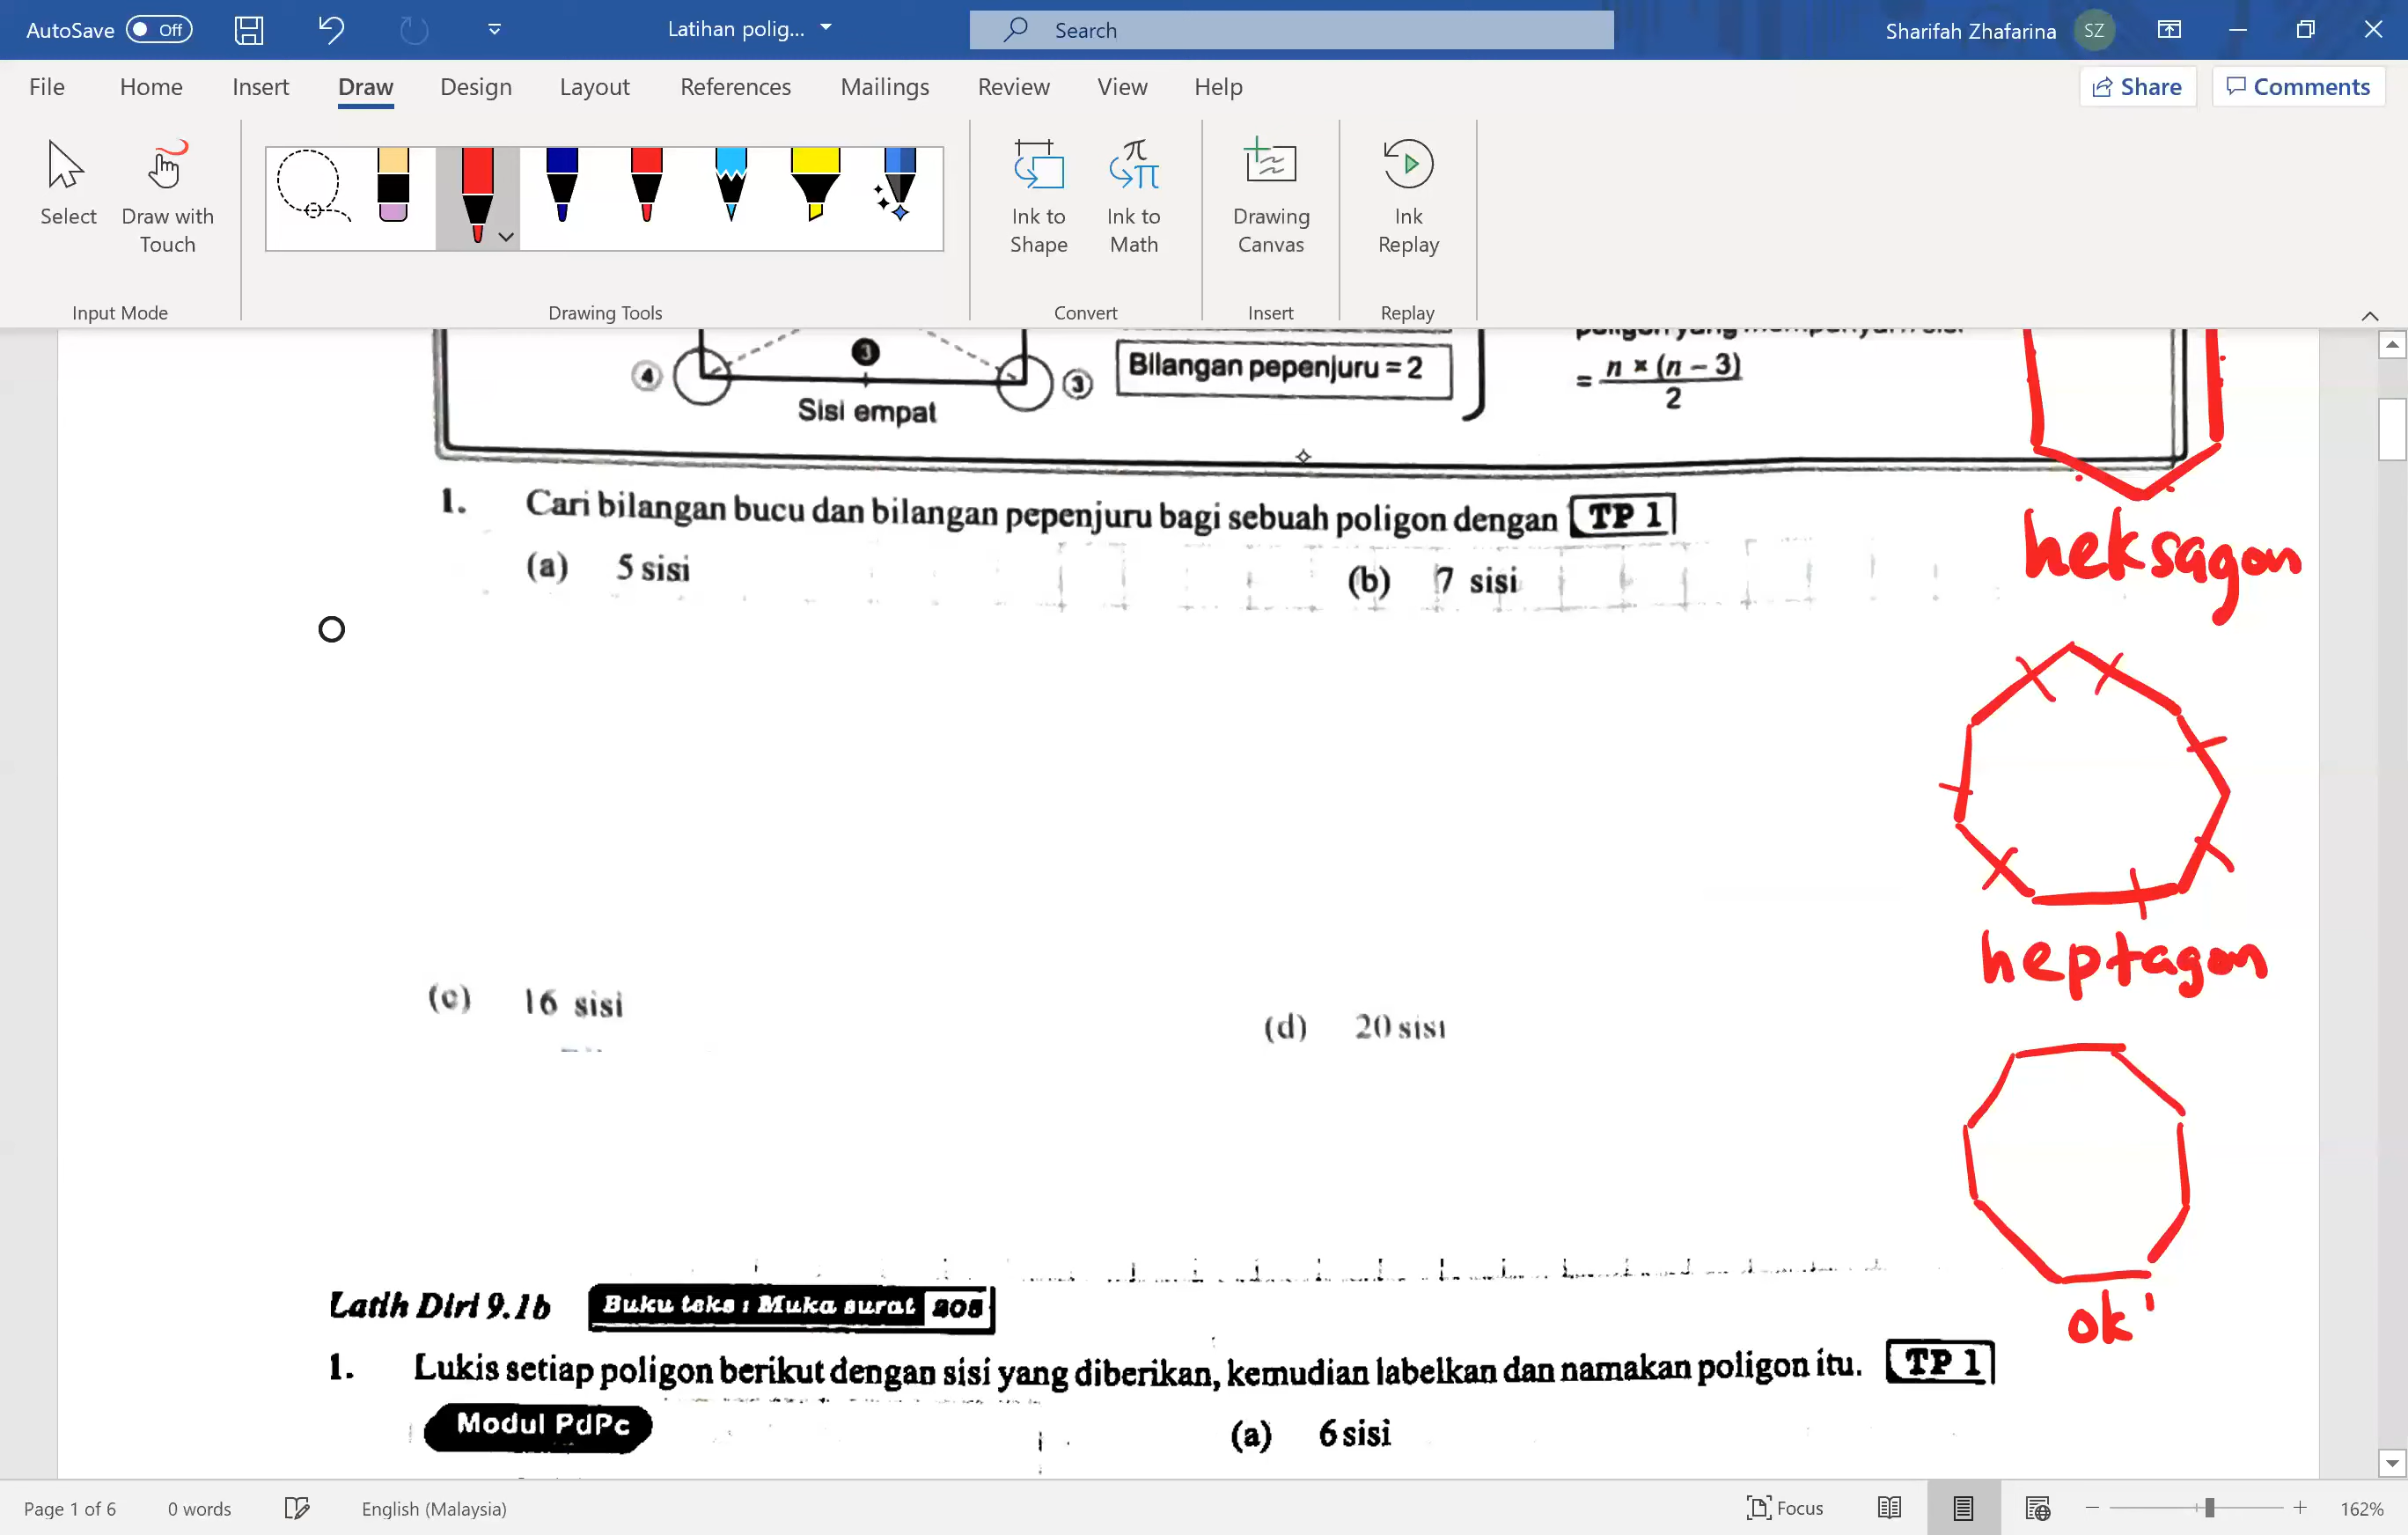 AutoSave Off Latihan polig... Search Sharifah Zhafarina SZ
File Home Insert Draw Design Layout References Mailings Review View Help Share Comments
Select
Draw with Touch
Ink to Shape
Ink to Math
Drawing Canvas
Ink Replay
Input Mode Drawing Tools Convert Insert Replay
4 3 3 Bilangan pepenjuru = 2
= n × (n – 3)
2
Sisi empat
1. Cari bilangan bucu dan bilangan pepenjuru bagi sebuah poligon dengan TP 1
(a) 5 sisi (b) 7 sisi
heksagon
heptagon
(c) 16 sisi (d) 20 sisi
ok
Latih Diri 9.1b Buku teks : Muka surat 205
1. Lukis setiap poligon berikut dengan sisi yang diberikan, kemudian labelkan dan namakan poligon itu. TP 1
Modul PdPc (a) 6 sisi
Page 1 of 6 0 words English (Malaysia) Focus 162%